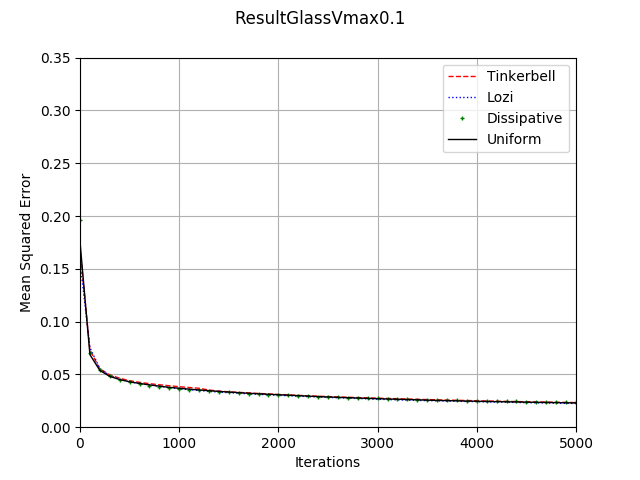 ResultGlassVmax0.1
0.35
0.30
0.25
0.20
0.15
0.10
0.05
0.00
Mean Squared Error
Tinkerbell
Lozi
Dissipative
Uniform
0 1000 2000 3000 4000 5000
Iterations